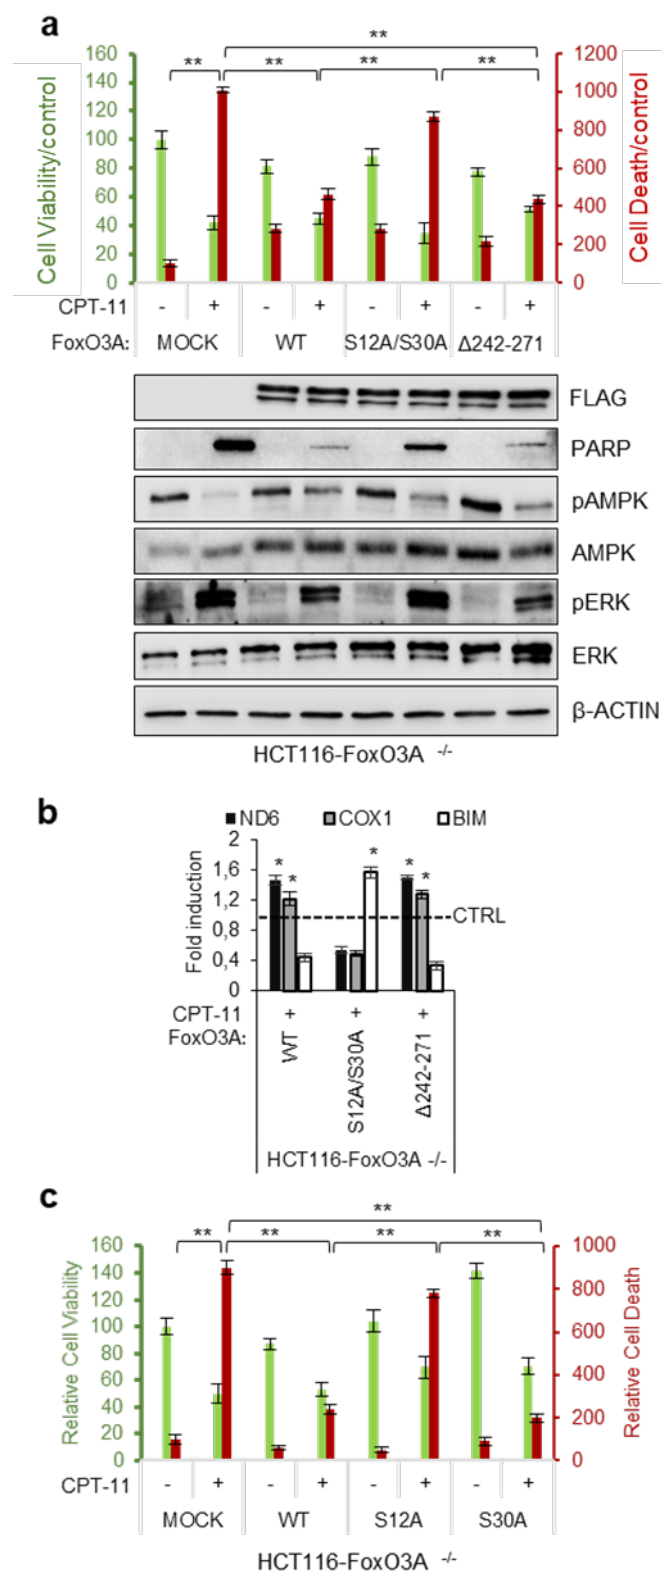 a
**
** ** ** **
Cell Viability/control
160
140
120
100
80
60
40
20
0
1200
1000
800
600
400
200
0
Cell Death/control
CPT-11 - + - + - + - +
FoxO3A: MOCK WT S12A/S30A Δ242-271
FLAG
PARP
pAMPK
AMPK
pERK
ERK
β-ACTIN
HCT116-FoxO3A -/-
b
ND6 COX1 BIM
Fold induction
2
1,6
1,2
0,8
0,4
0
* * * * *
CTRL
CPT-11 + + +
FoxO3A: WT S12A/S30A Δ242-271
HCT116-FoxO3A -/-
c
**
** ** ** **
Relative Cell Viability
160
140
120
100
80
60
40
20
0
1000
800
600
400
200
0
Relative Cell Death
CPT-11 - + - + - + - +
MOCK WT S12A S30A
HCT116-FoxO3A -/-